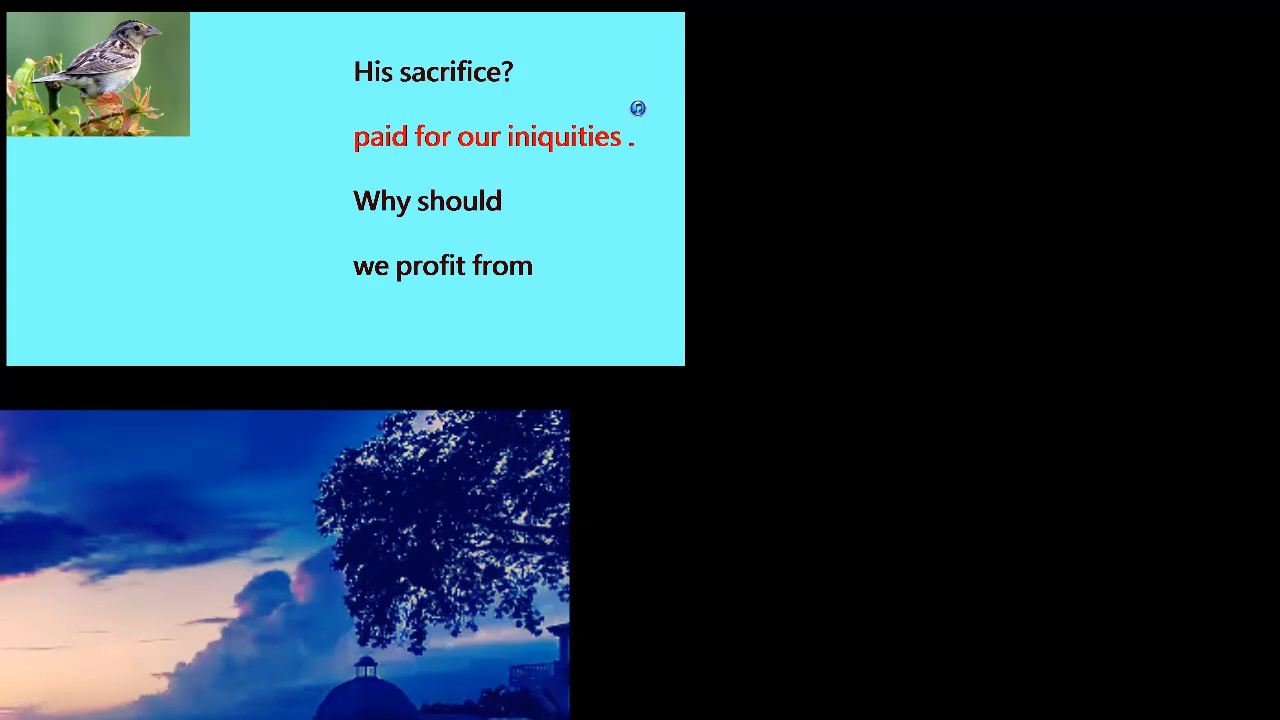 His sacrifice?
paid for our iniquities .
Why should
we profit from